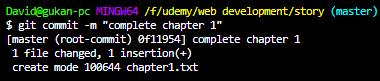 David@gukan-pc MINGW64 /f/udemy/web development/story (master)
$ git commit -m "complete chapter 1"
[master (root-commit) 0f11954] complete chapter 1
 1 file changed, 1 insertion(+)
 create mode 100644 chapter1.txt